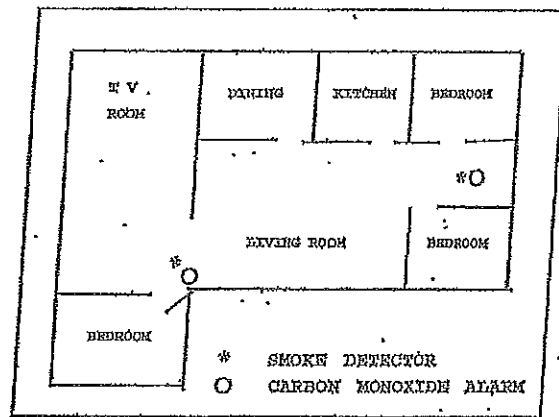 T V
ROOM
DINING
KITCHEN
BEDROOM
LIVING ROOM
BEDROOM
BEDROOM
* SMOKE DETECTOR
O CARBON MONOXIDE ALARM